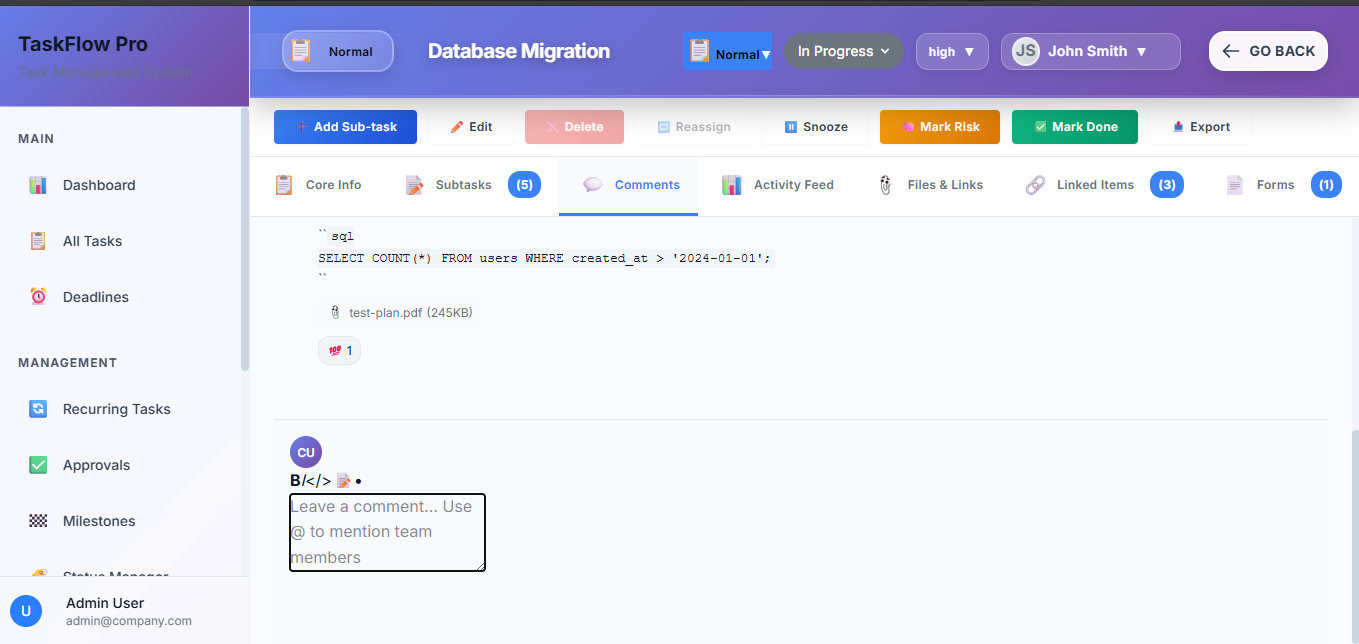 TaskFlow Pro
Task Management System
MAIN
Dashboard
All Tasks
Deadlines
MANAGEMENT
Recurring Tasks
Approvals
Milestones
Status Manager
U
Admin User
admin@company.com
Normal
Database Migration
Normal ▼
In Progress
high ▼
JS John Smith ▼
← GO BACK
Add Sub-task
Edit
Delete
Reassign
Snooze
Mark Risk
Mark Done
Export
Core Info
Subtasks (5)
Comments
Activity Feed
Files & Links
Linked Items (3)
Forms (1)
`` sql
SELECT COUNT(*) FROM users WHERE created_at > '2024-01-01';
``
test-plan.pdf (245KB)
💯 1
CU
B I </> 📝 •
Leave a comment... Use
@ to mention team
members